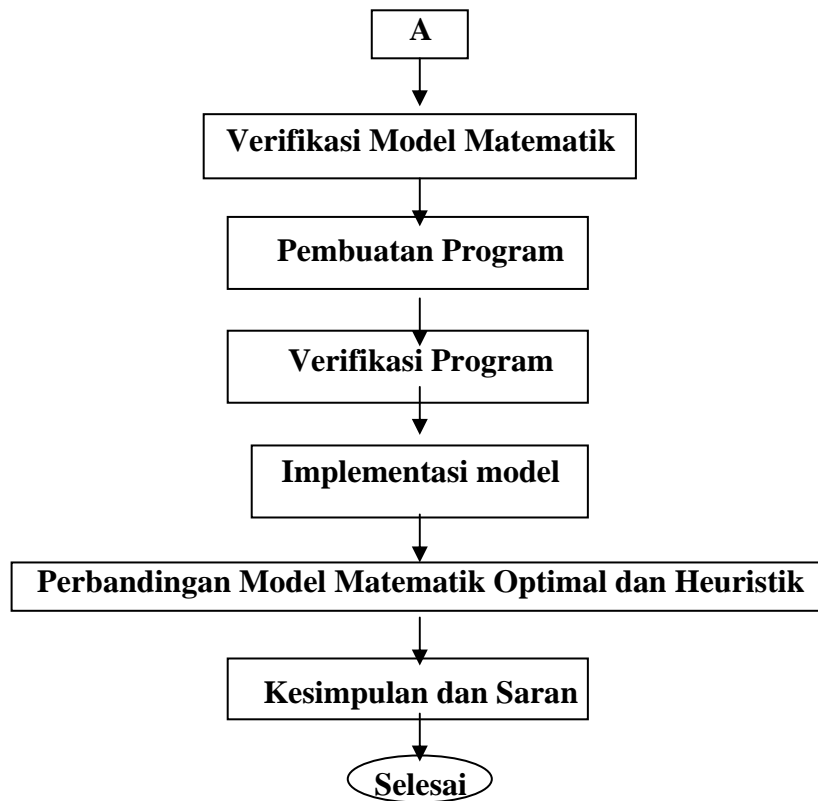 A
Verifikasi Model Matematik
Pembuatan Program
Verifikasi Program
Implementasi model
Perbandingan Model Matematik Optimal dan Heuristik
Kesimpulan dan Saran
Selesai